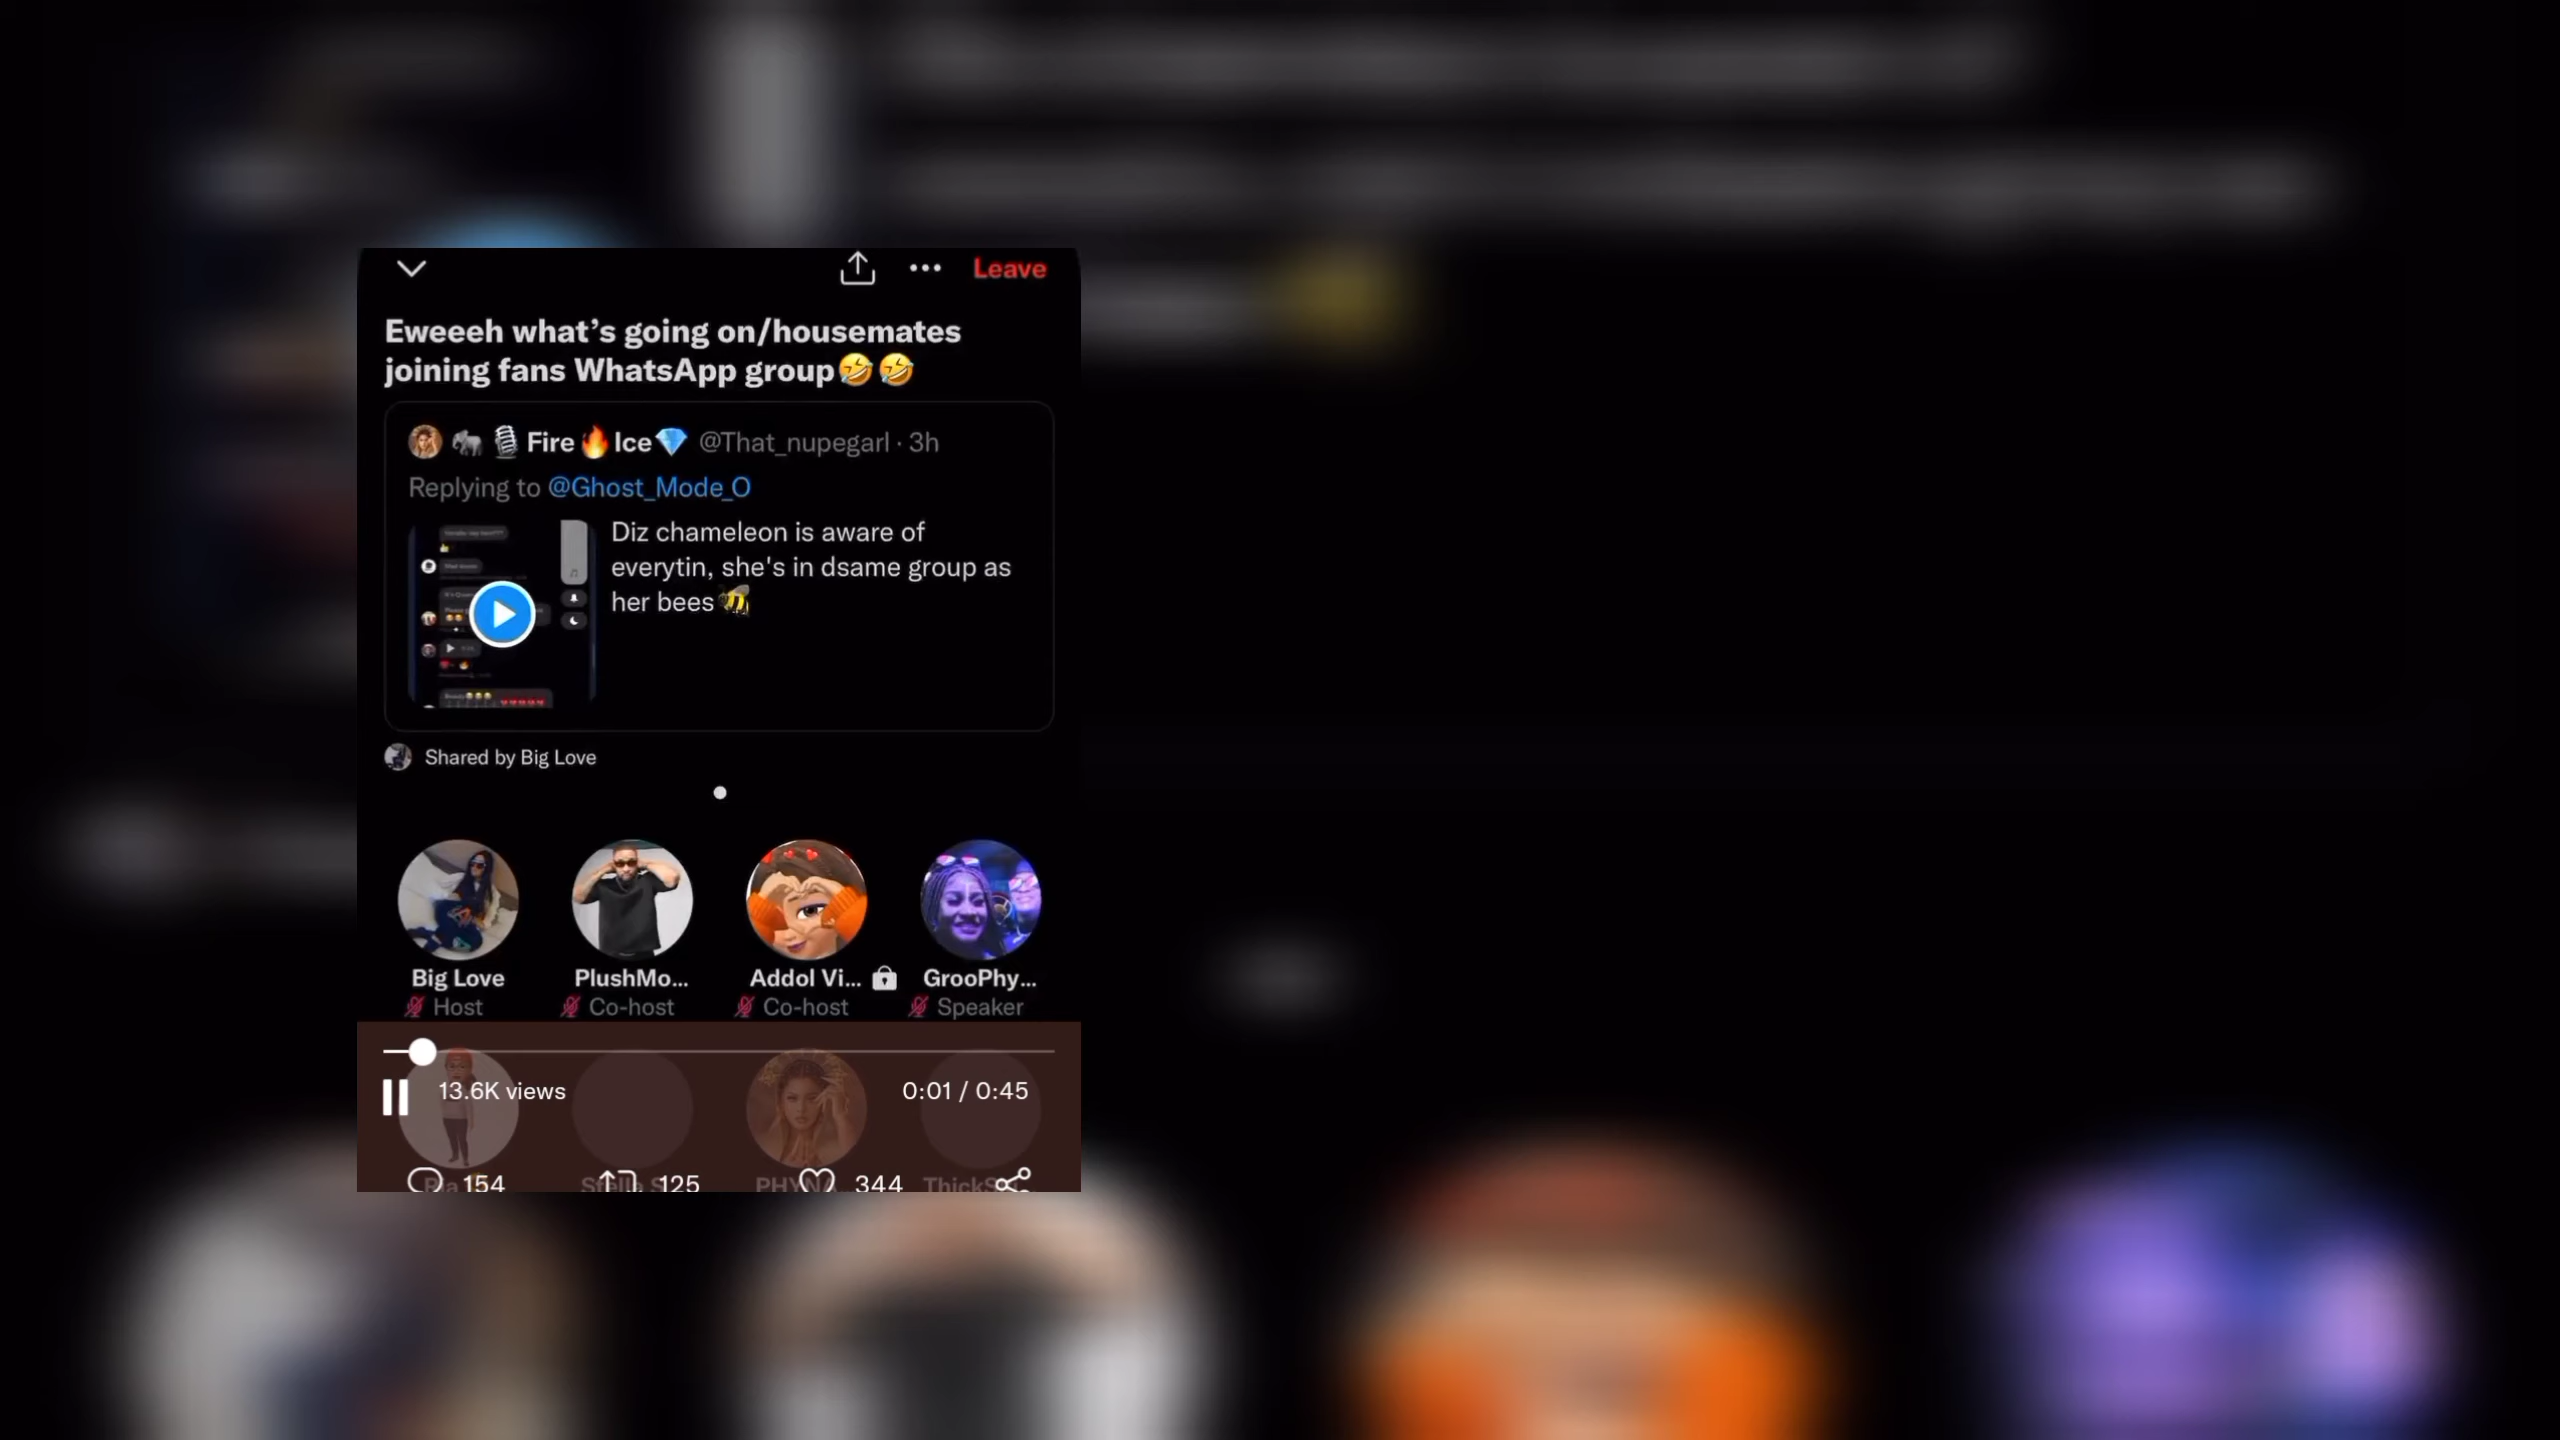 Leave
Eweeeh what’s going on/housemates
joining fans WhatsApp group🤣🤣
🐘🎙Fire🔥Ice💎 @That_nupegarl · 3h
Replying to @Ghost_Mode_O
Diz chameleon is aware of
everytin, she's in dsame group as
her bees🐝
Shared by Big Love
Big Love PlushMo... Addol Vi... GrooPhy...
Host Co-host Co-host Speaker
13.6K views 0:01 / 0:45
154 125 PHYNA 344